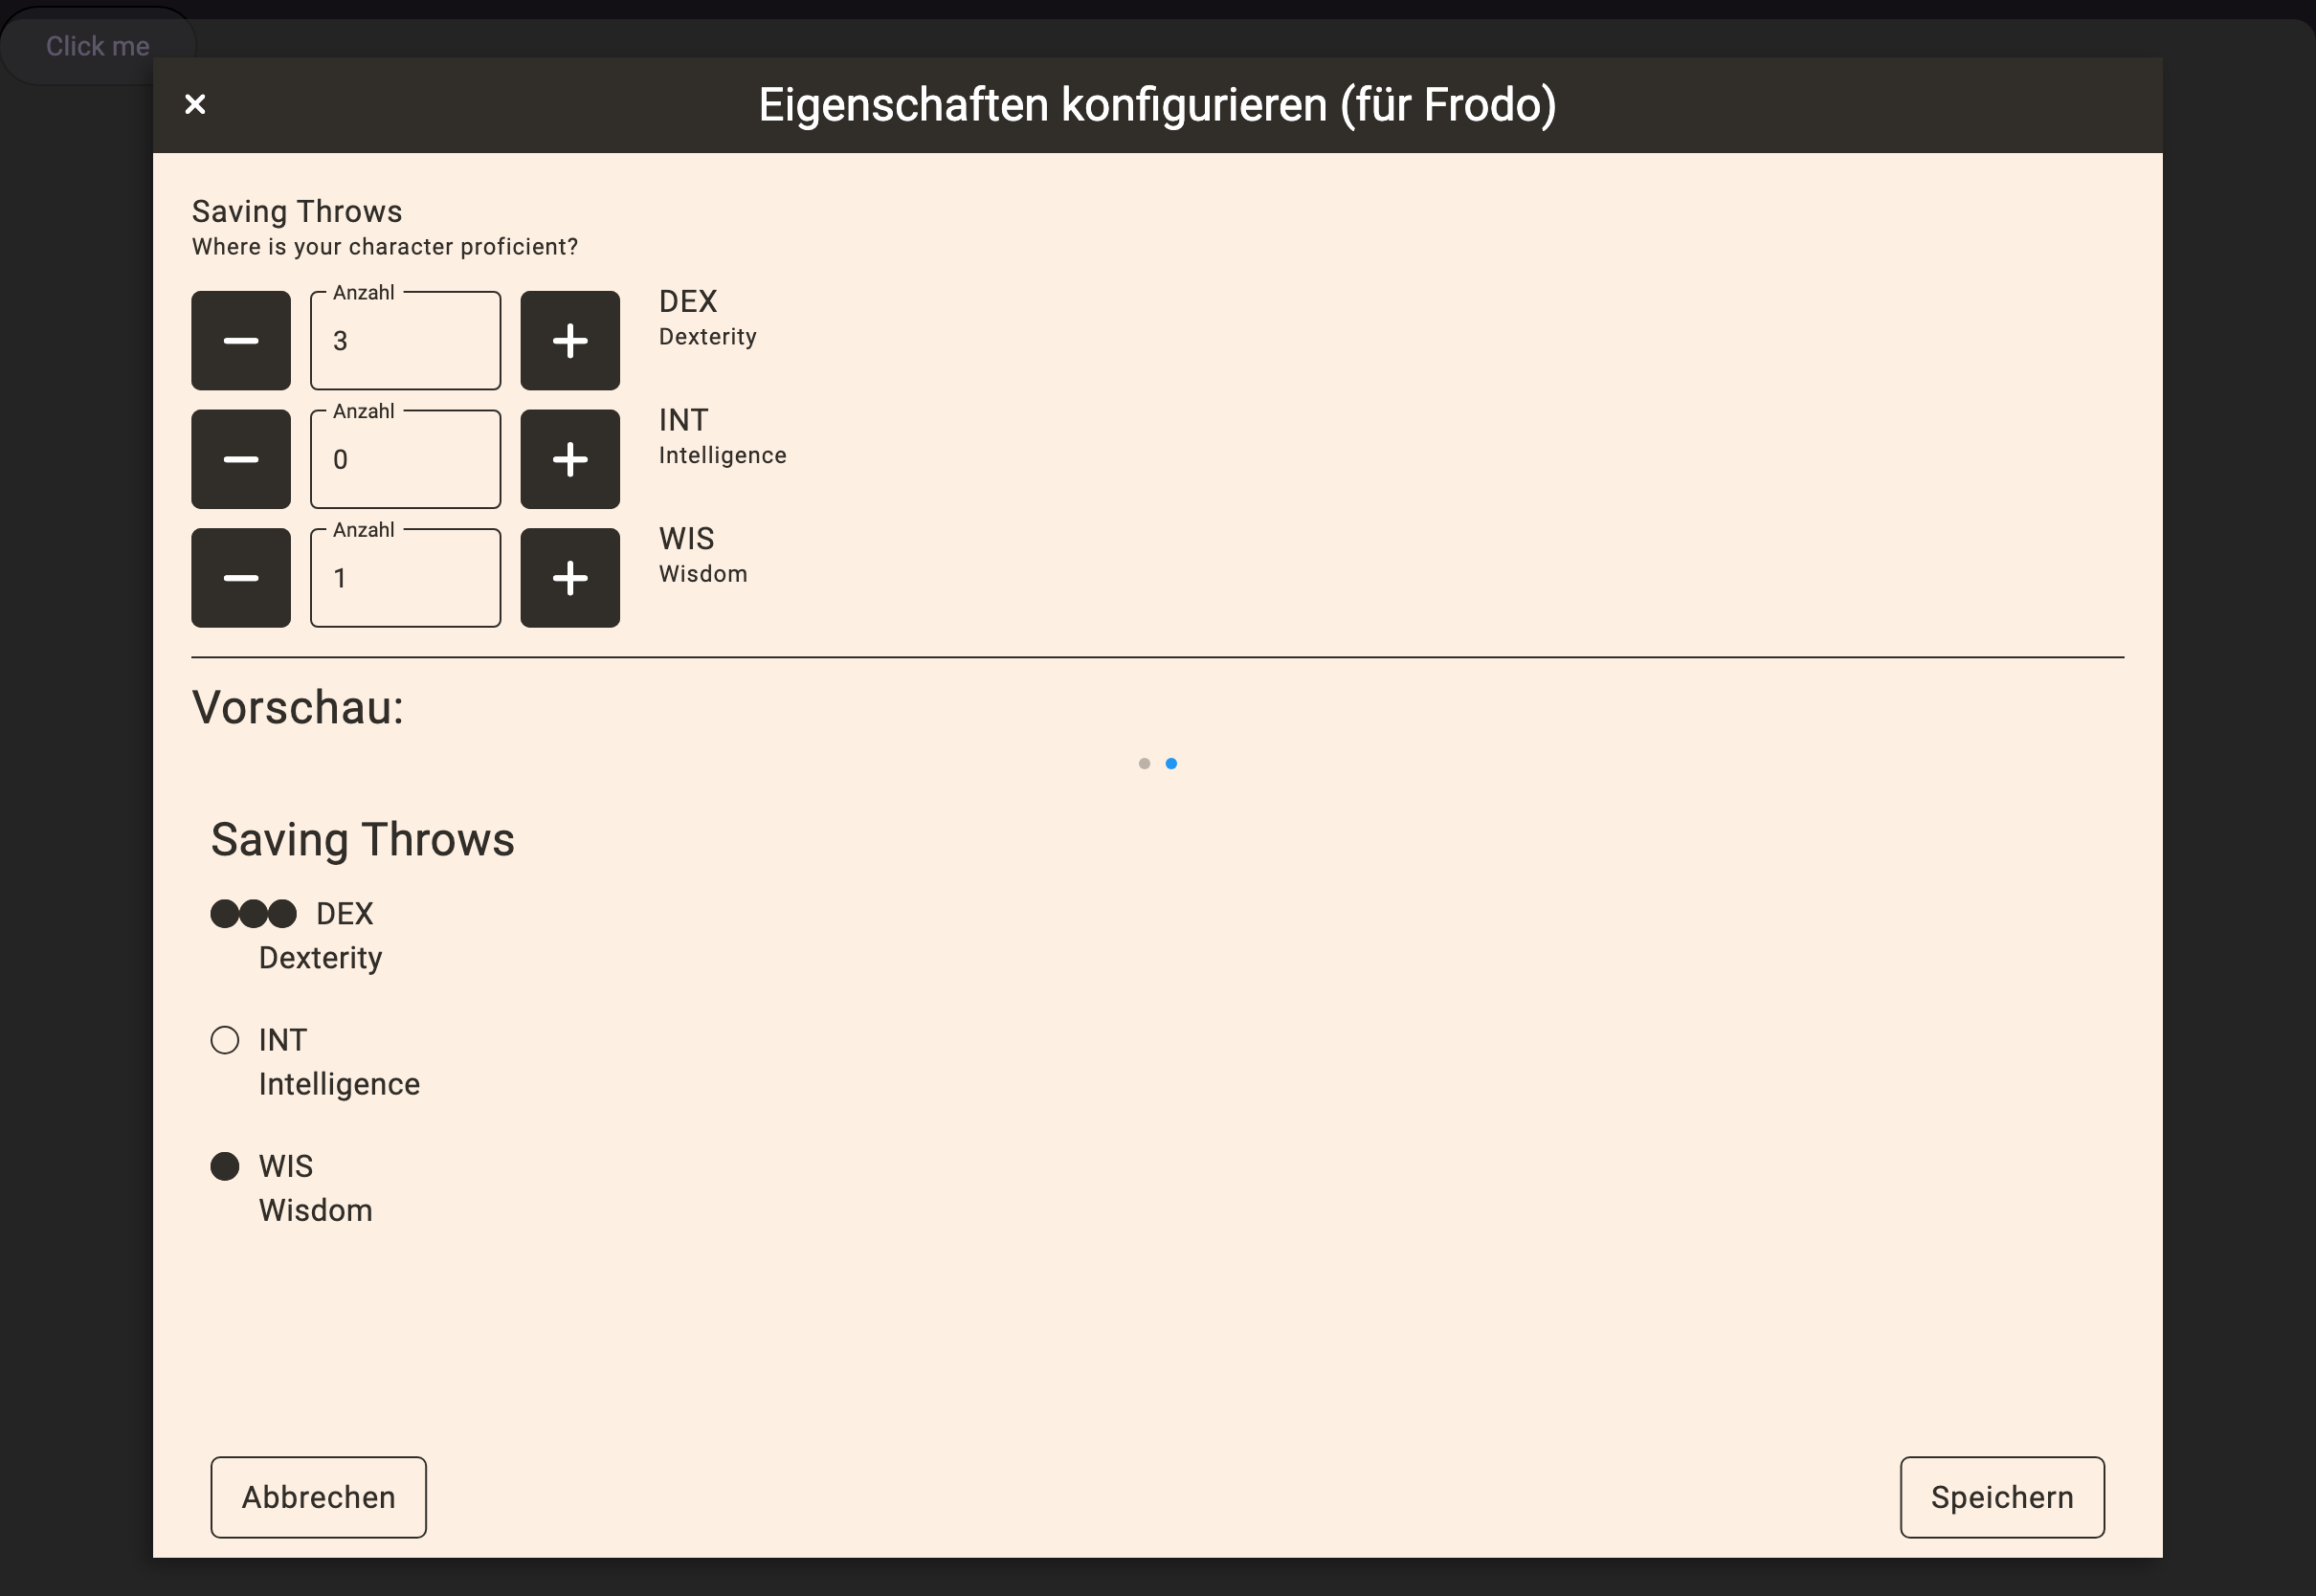 Click me
Eigenschaften konfigurieren (für Frodo)
Saving Throws
Where is your character proficient?
Anzahl
3
DEX
Dexterity
Anzahl
0
INT
Intelligence
Anzahl
1
WIS
Wisdom
Vorschau:
Saving Throws
DEX
Dexterity
INT
Intelligence
WIS
Wisdom
Abbrechen
Speichern